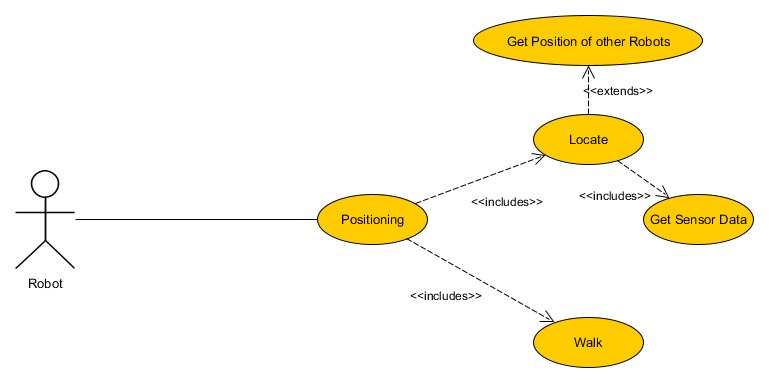 Get Position of other Robots
<<extends>>
Locate
<<includes>>
<<includes>>
Positioning
Get Sensor Data
Robot
<<includes>>
Walk